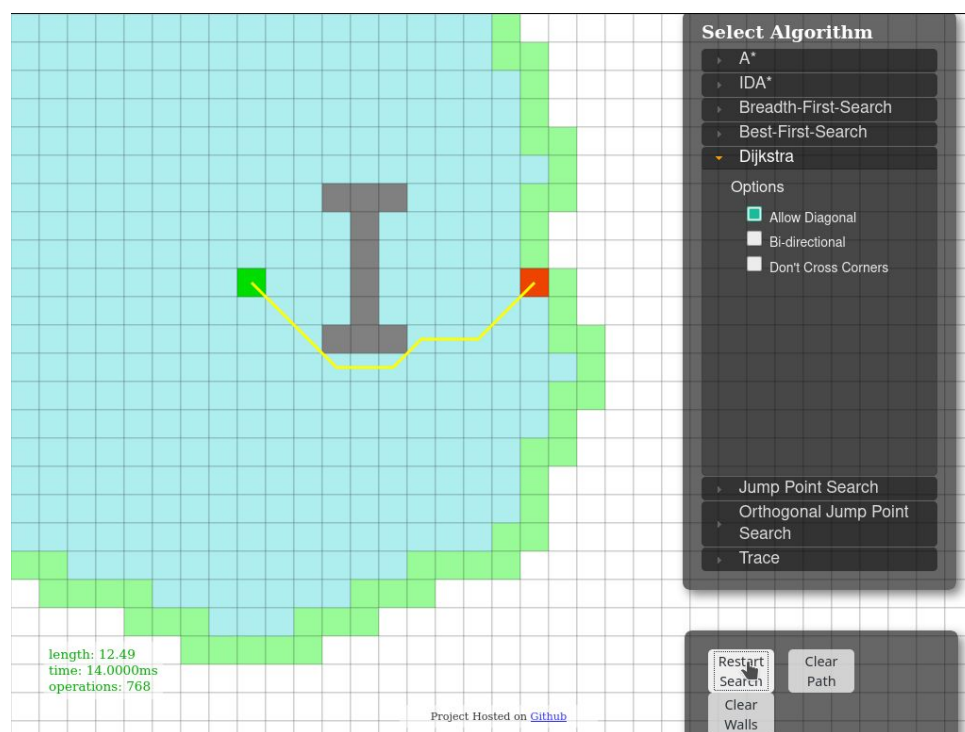 Select Algorithm
A*
IDA*
Breadth-First-Search
Best-First-Search
Dijkstra
Options
Allow Diagonal
Bi-directional
Don't Cross Corners
Jump Point Search
Orthogonal Jump Point
Search
Trace
length: 12.49
time: 14.0000ms
operations: 768
Project Hosted on Github
Restart
Search
Clear
Path
Clear
Walls